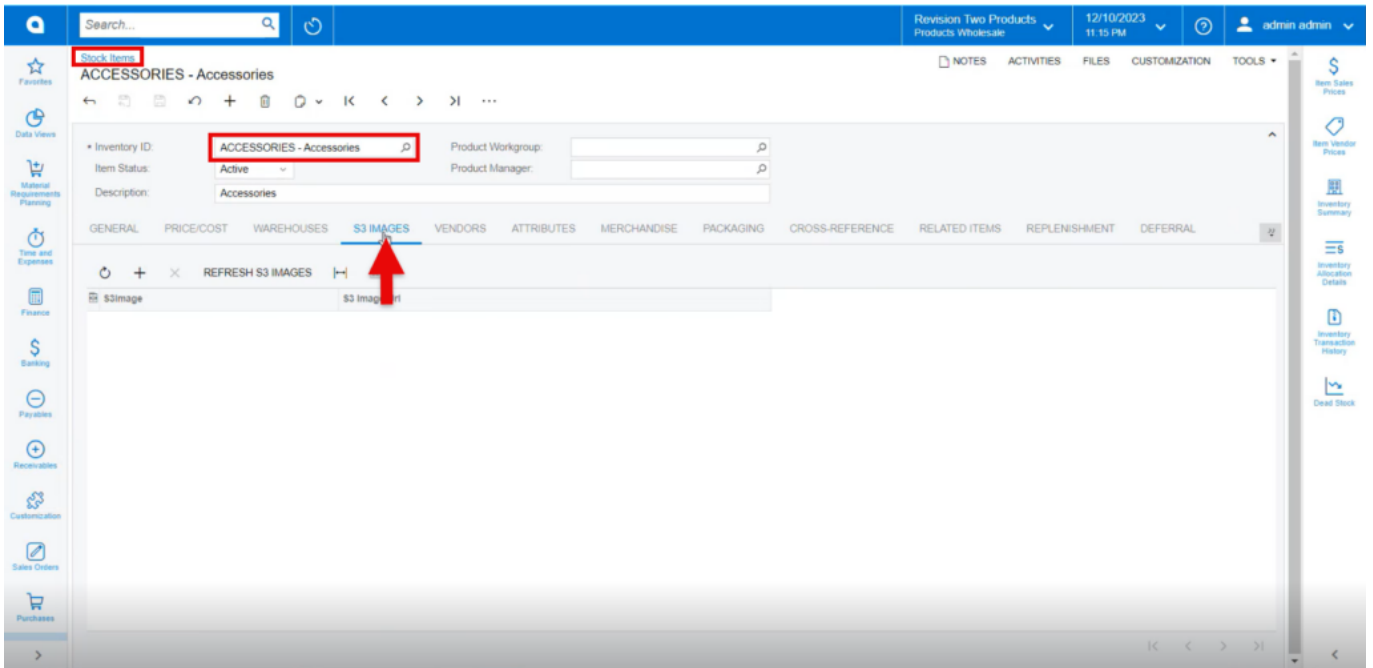 Search...
Revision Two Products
Products Wholesale
12/10/2023
11:15 PM
admin admin
Stock Items
ACCESSORIES - Accessories
NOTES ACTIVITIES FILES CUSTOMIZATION TOOLS
Favorites
Data Views
Material
Requirements
Planning
Time and
Expenses
Finance
Banking
Payables
Receivables
Customization
Sales Orders
Purchases
Inventory ID: ACCESSORIES - Accessories Product Workgroup:
Item Status: Active Product Manager:
Description: Accessories
GENERAL PRICE/COST WAREHOUSES S3 IMAGES VENDORS ATTRIBUTES MERCHANDISE PACKAGING CROSS-REFERENCE RELATED ITEMS REPLENISHMENT DEFERRAL
REFRESH S3 IMAGES
S3Image S3 Image
Item Sales
Prices
Item Vendor
Prices
Inventory
Summary
Inventory
Allocation
Details
Inventory
Transaction
History
Dead Stock